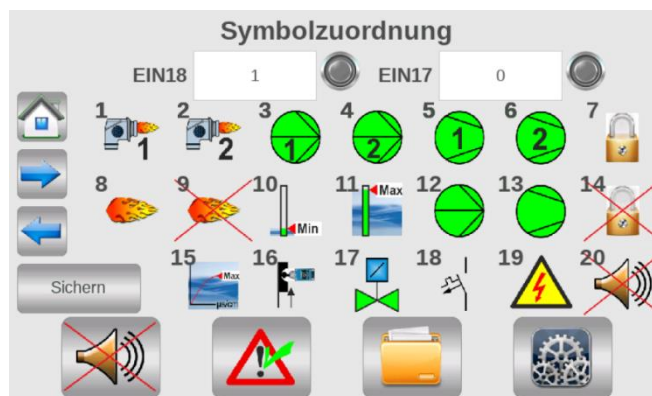 Symbolzuordnung
EIN18 1 EIN17 0
1 2 3 4 5 6 7
1 2 1 2 1 2
8 9 10 11 12 13 14
Max
Min
15 16 17 18 19 20
Max
Sichern